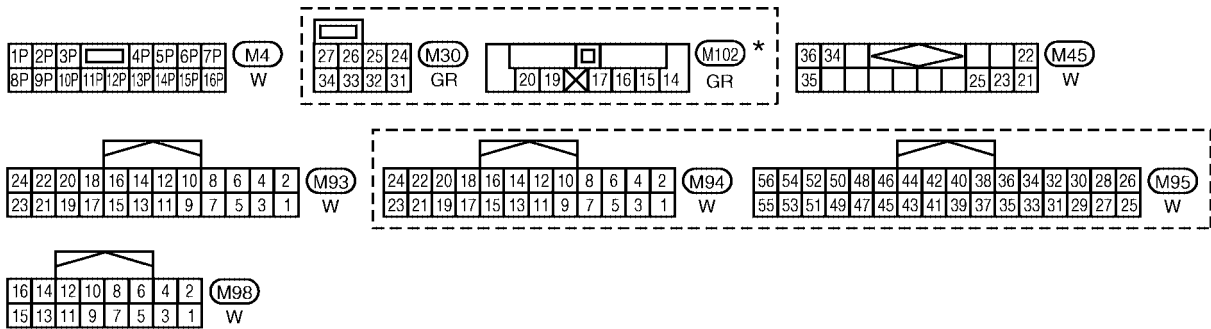 1P 2P 3P 4P 5P 6P 7P M4
8P 9P 10P 11P 12P 13P 14P 15P 16P W
27 26 25 24 M30
34 33 32 31 GR
M102 *
20 19 17 16 15 14 GR
36 34 22 M45
35 25 23 21 W
24 22 20 18 16 14 12 10 8 6 4 2 M93
23 21 19 17 15 13 11 9 7 5 3 1 W
24 22 20 18 16 14 12 10 8 6 4 2 M94
23 21 19 17 15 13 11 9 7 5 3 1 W
56 54 52 50 48 46 44 42 40 38 36 34 32 30 28 26 M95
55 53 51 49 47 45 43 41 39 37 35 33 31 29 27 25 W
16 14 12 10 8 6 4 2 M98
15 13 11 9 7 5 3 1 W